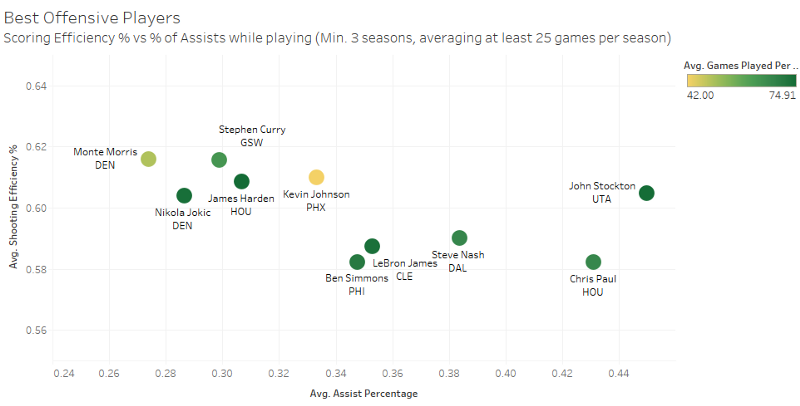 Best Offensive Players
Scoring Efficiency % vs % of Assists while playing (Min. 3 seasons, averaging at least 25 games per season)
Avg. Games Played Per ..
42.00 74.91
Avg. Shooting Efficiency %
0.64
0.62
0.60
0.58
0.56
Monte Morris
DEN
Stephen Curry
GSW
Nikola Jokic
DEN
James Harden
HOU
Kevin Johnson
PHX
John Stockton
UTA
Ben Simmons
PHI
LeBron James
CLE
Steve Nash
DAL
Chris Paul
HOU
0.24 0.26 0.28 0.30 0.32 0.34 0.36 0.38 0.40 0.42 0.44
Avg. Assist Percentage